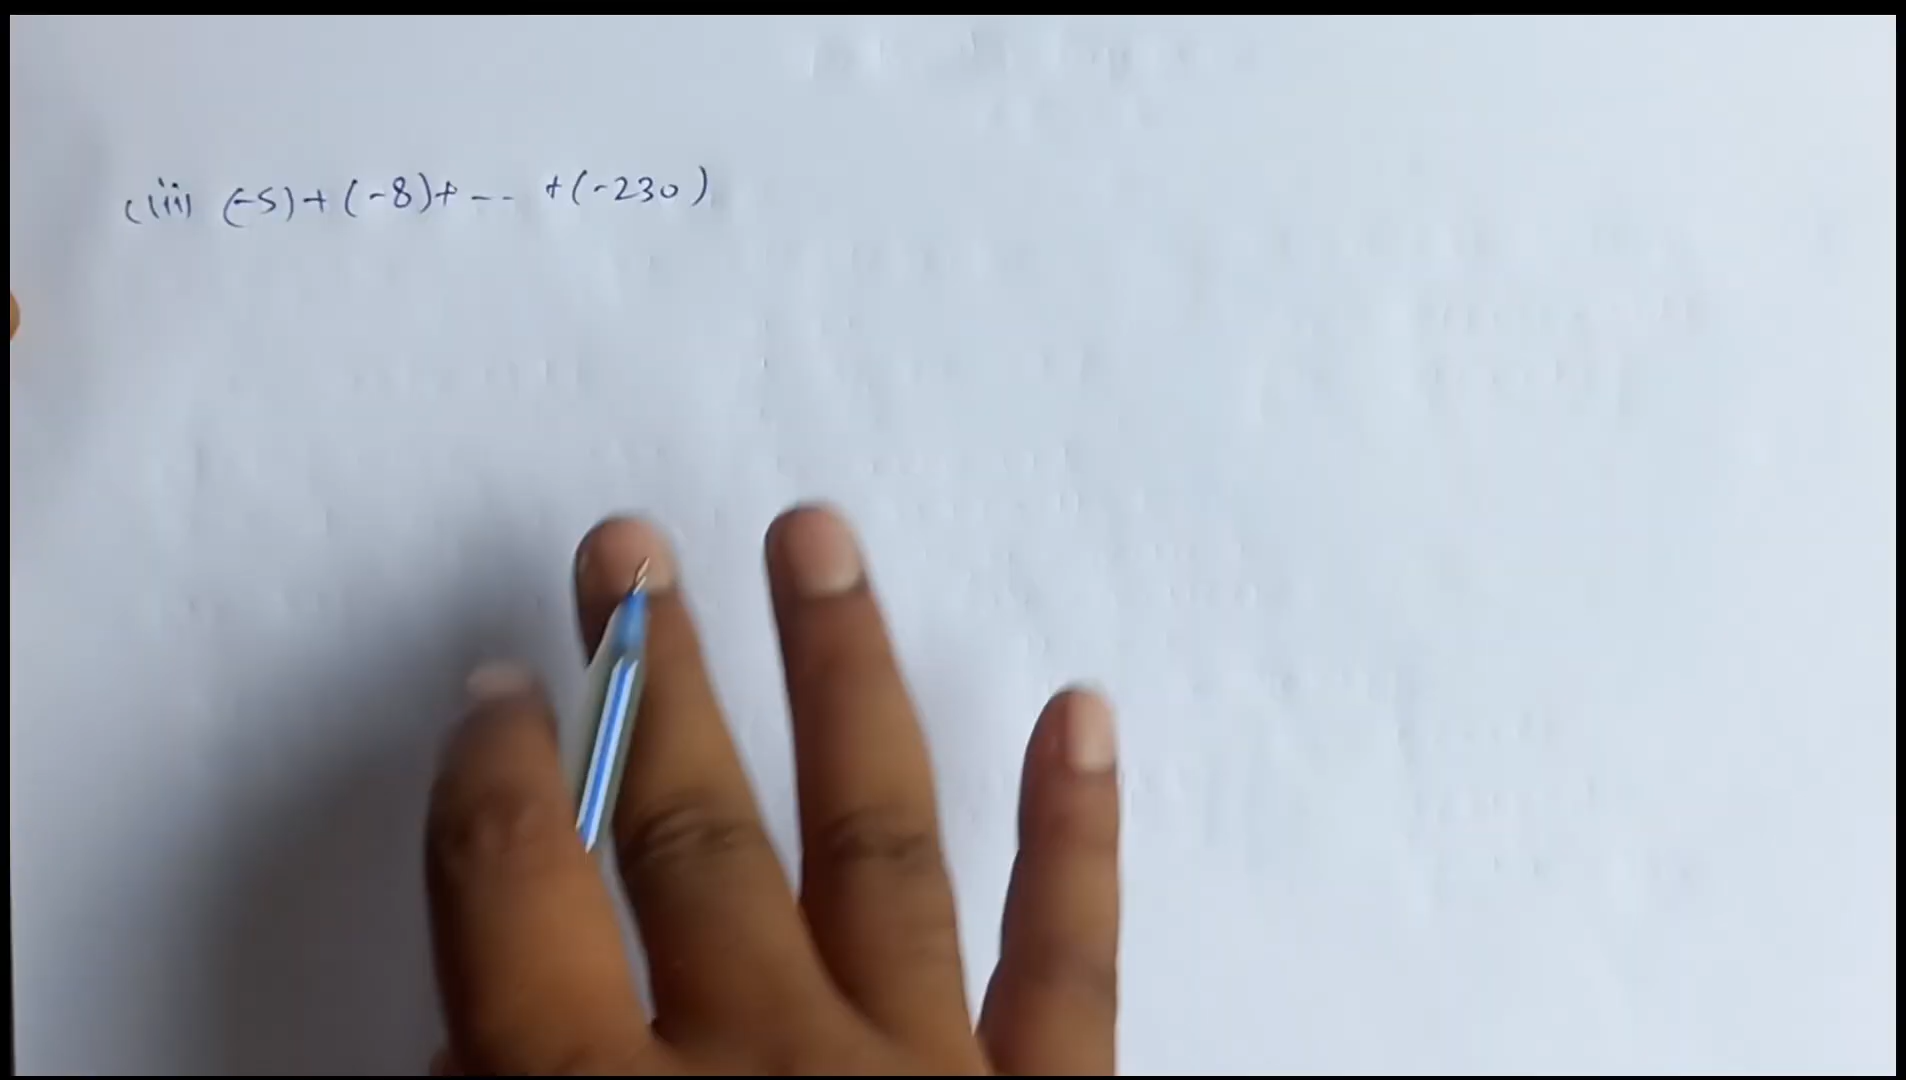 (iii) (-5)+(-8)+ -- +(-230)